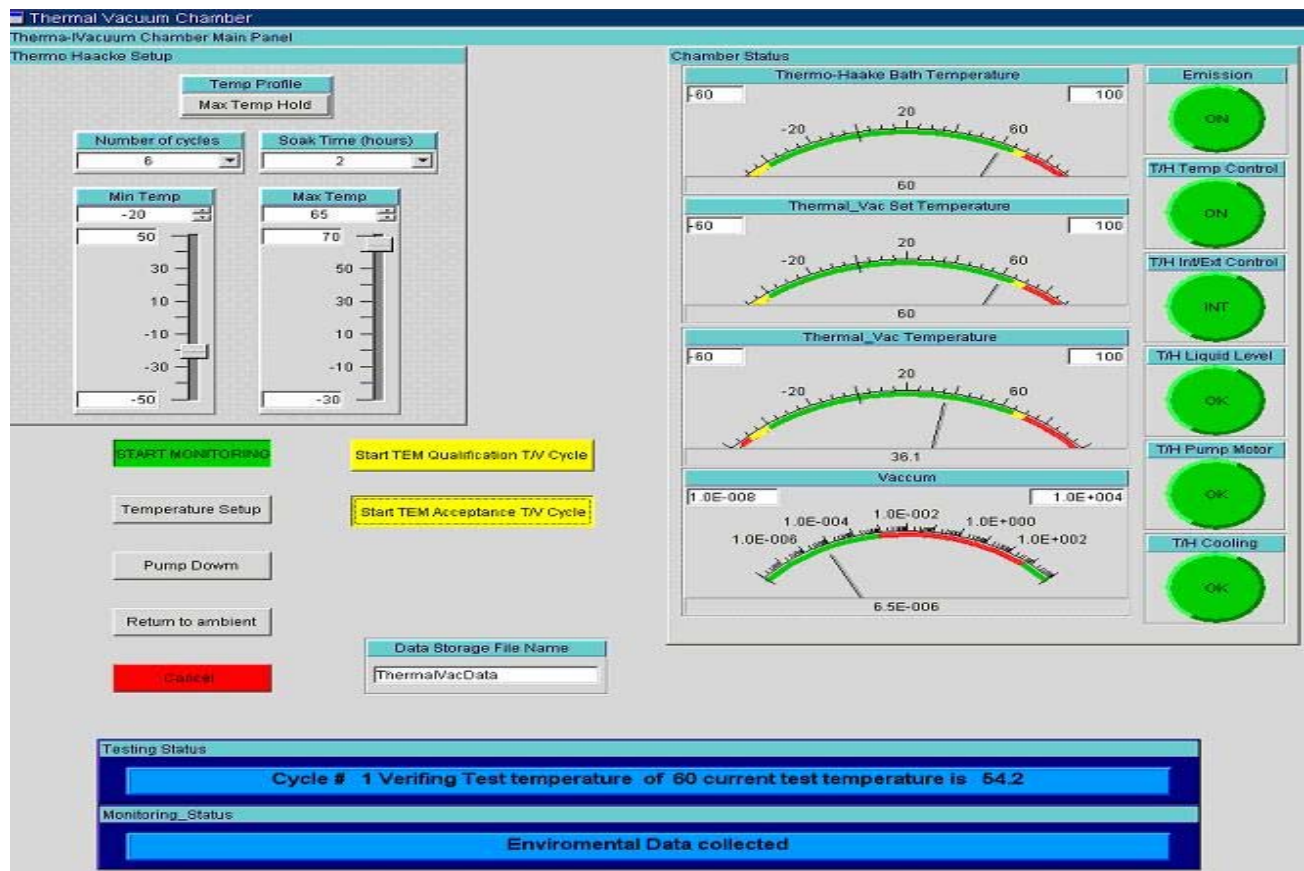 Thermal Vacuum Chamber
Therma-lVacuum Chamber Main Panel
Thermo Haacke Setup
Temp Profile
Max Temp Hold
Number of cycles
6
Soak Time (hours)
2
Min Temp
-20
50
30
10
-10
-30
-50
Max Temp
65
70
50
30
10
-10
-30
START MONITORING
Start TEM Qualification T/V Cycle
Temperature Setup
Start TEM Acceptance T/V Cycle
Pump Dowm
Return to ambient
Cancel
Data Storage File Name
ThermalVacData
Chamber Status
Thermo-Haake Bath Temperature
-60
100
-20
20
60
60
Thermal_Vac Set Temperature
-60
100
-20
20
60
60
Thermal_Vac Temperature
-60
100
-20
20
60
36.1
Vaccum
1.0E-008
1.0E+004
1.0E-006
1.0E-004
1.0E-002
1.0E+000
1.0E+002
6.5E-006
Emission
ON
T/H Temp Control
ON
T/H Int/Ext Control
INT
T/H Liquid Level
OK
T/H Pump Motor
OK
T/H Cooling
OK
Testing Status
Cycle # 1 Verifing Test temperature of 60 current test temperature is 54.2
Monitoring_Status
Enviromental Data collected